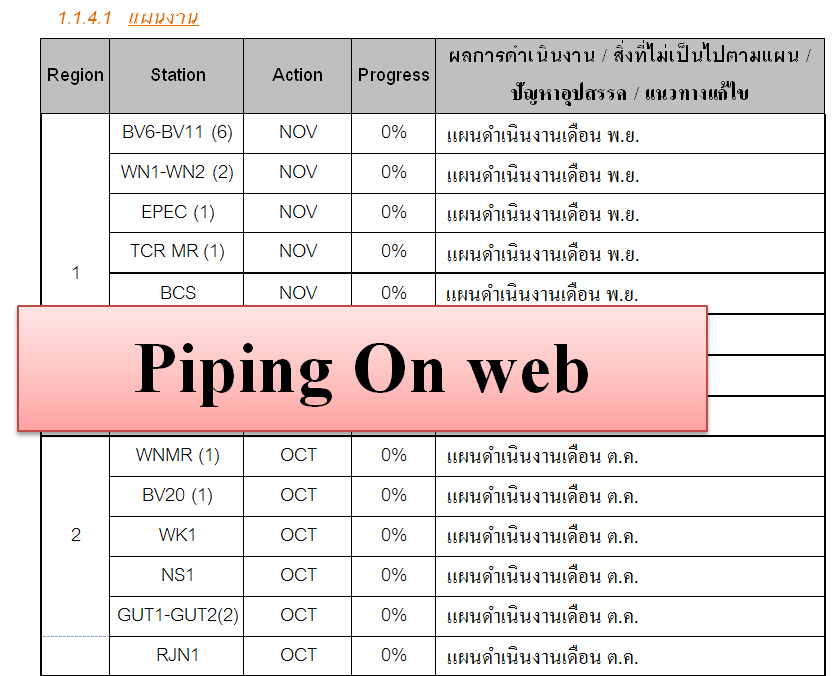 1.1.4.1 แผนงาน
Region Station Action Progress ผลการดำเนินงาน / สิ่งที่ไม่เป็นไปตามแผน /
ปัญหาอุปสรรค / แนวทางแก้ไข
BV6-BV11 (6) NOV 0% แผนดำเนินงานเดือน พ.ย.
WN1-WN2 (2) NOV 0% แผนดำเนินงานเดือน พ.ย.
EPEC (1) NOV 0% แผนดำเนินงานเดือน พ.ย.
TCR MR (1) NOV 0% แผนดำเนินงานเดือน พ.ย.
1
BCS NOV 0% แผนดำเนินงานเดือน พ.ย.
Piping On web
WNMR (1) OCT 0% แผนดำเนินงานเดือน ต.ค.
BV20 (1) OCT 0% แผนดำเนินงานเดือน ต.ค.
2 WK1 OCT 0% แผนดำเนินงานเดือน ต.ค.
NS1 OCT 0% แผนดำเนินงานเดือน ต.ค.
GUT1-GUT2(2) OCT 0% แผนดำเนินงานเดือน ต.ค.
RJN1 OCT 0% แผนดำเนินงานเดือน ต.ค.